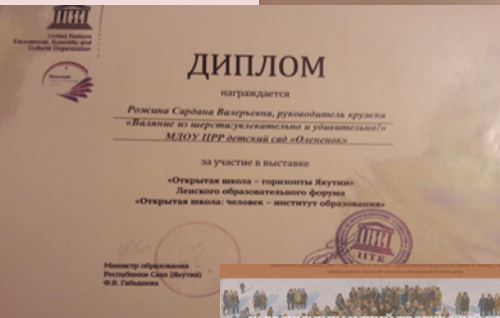 United Nations
Educational, Scientific and
Cultural Organization
ДИПЛОМ
награждается
Рожина Сардана Валерьевна, руководитель кружка
«Валяние из шерсти:увлекательно и удивительно!»
МДОУ ЦРР детский сад «Олененок»
за участие в выставке
«Открытая школа – горизонты Якутии»
Ленского образовательного форума
«Открытая школа: человек – институт образования»
Министр образования
Республики Саха (Якутия)
Ф.В. Габышева